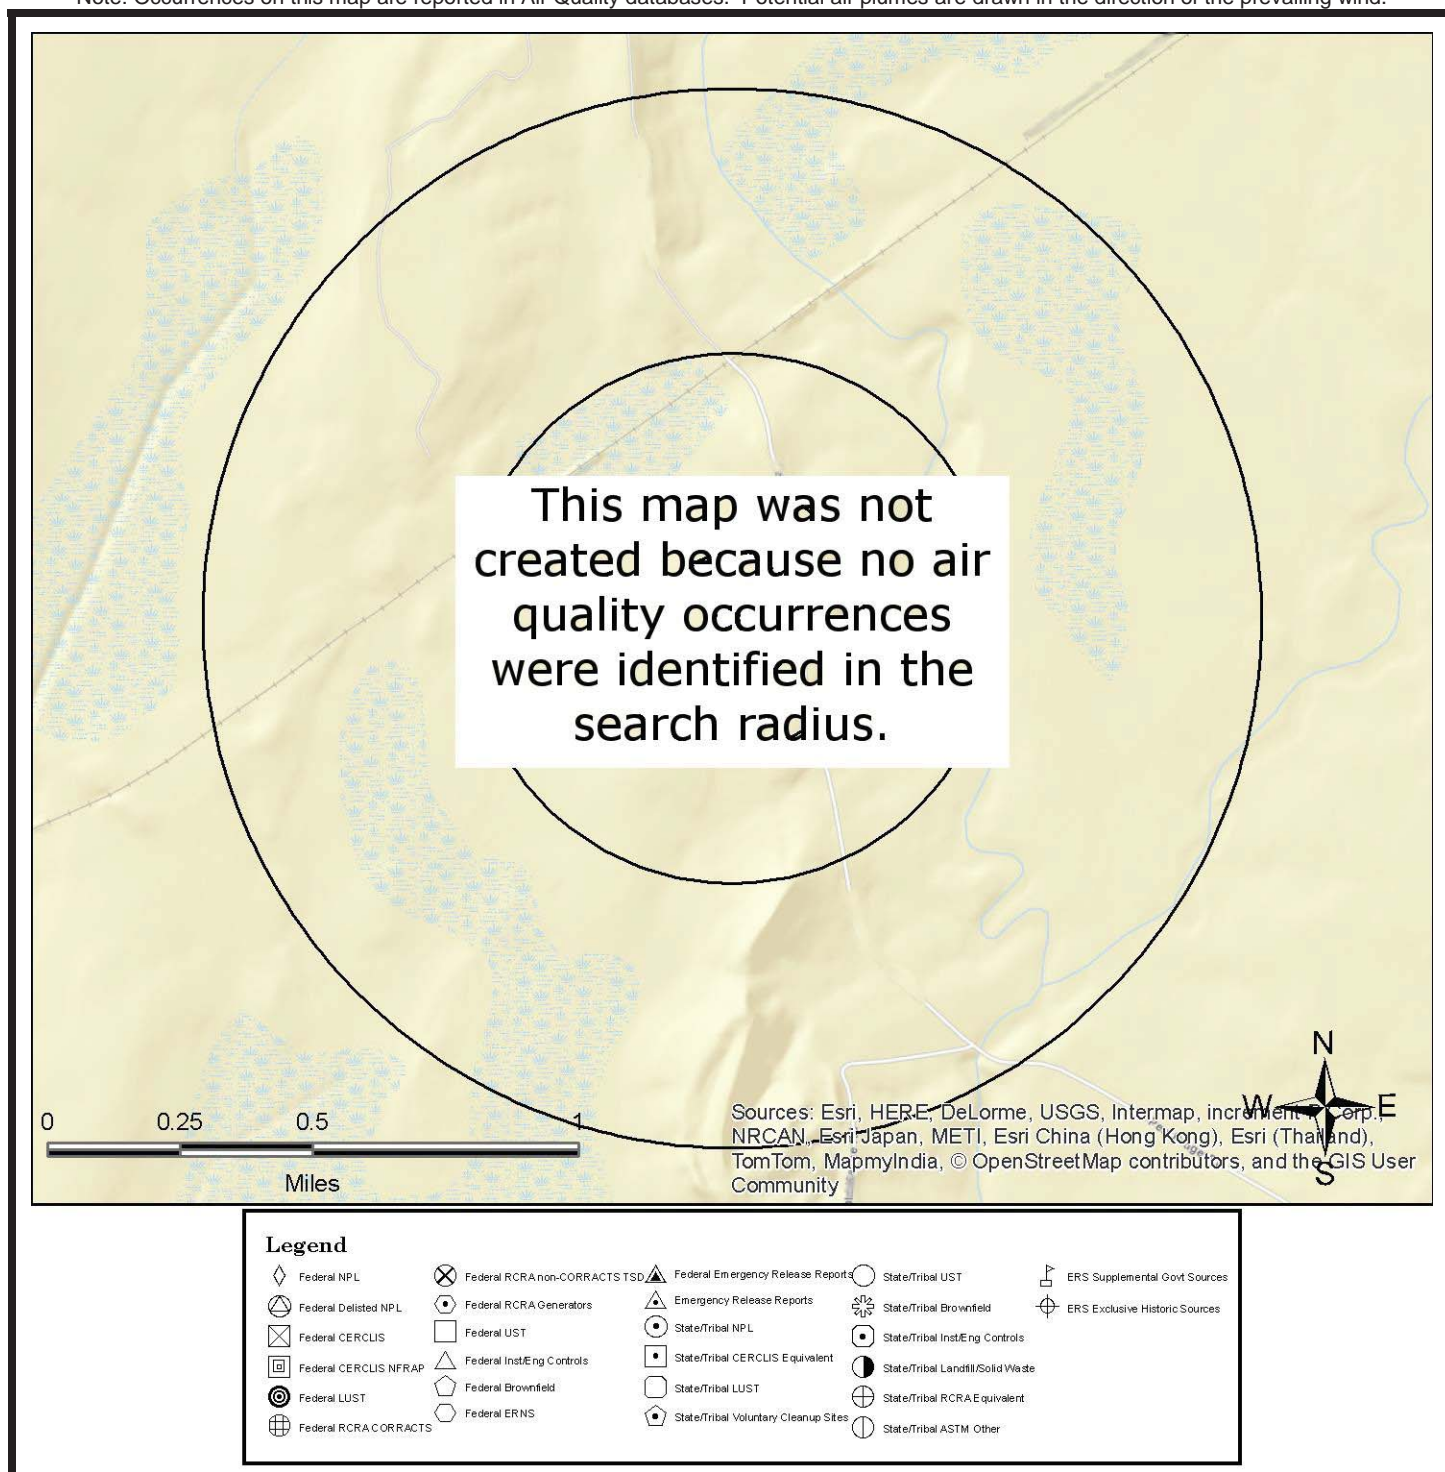 Note: Occurrences on this map are reported in Air Quality databases. Potential air plumes are drawn in the direction of the prevailing wind.
This map was not
created because no air
quality occurrences
were identified in the
search radius.
N
W
E
S
0 0.25 0.5 1
Miles
Sources: Esri, HERE, DeLorme, USGS, Intermap, increment P Corp.,
NRCAN, Esri Japan, METI, Esri China (Hong Kong), Esri (Thailand),
TomTom, MapmyIndia, © OpenStreetMap contributors, and the GIS User
Community
Legend
Federal NPL
Federal Delisted NPL
Federal CERCLIS
Federal CERCLIS NFRAP
Federal LUST
Federal RCRA CORRACTS
Federal RCRA non-CORRACTS TSD
Federal RCRA Generators
Federal UST
Federal Inst/Eng Controls
Federal Brownfield
Federal ERNS
Federal Emergency Release Reports
Emergency Release Reports
State/Tribal NPL
State/Tribal CERCLIS Equivalent
State/Tribal LUST
State/Tribal Voluntary Cleanup Sites
State/Tribal UST
State/Tribal Brownfield
State/Tribal Inst/Eng Controls
State/Tribal Landfill/Solid Waste
State/Tribal RCRA Equivalent
State/Tribal ASTM Other
ERS Supplemental Govt Sources
ERS Exclusive Historic Sources